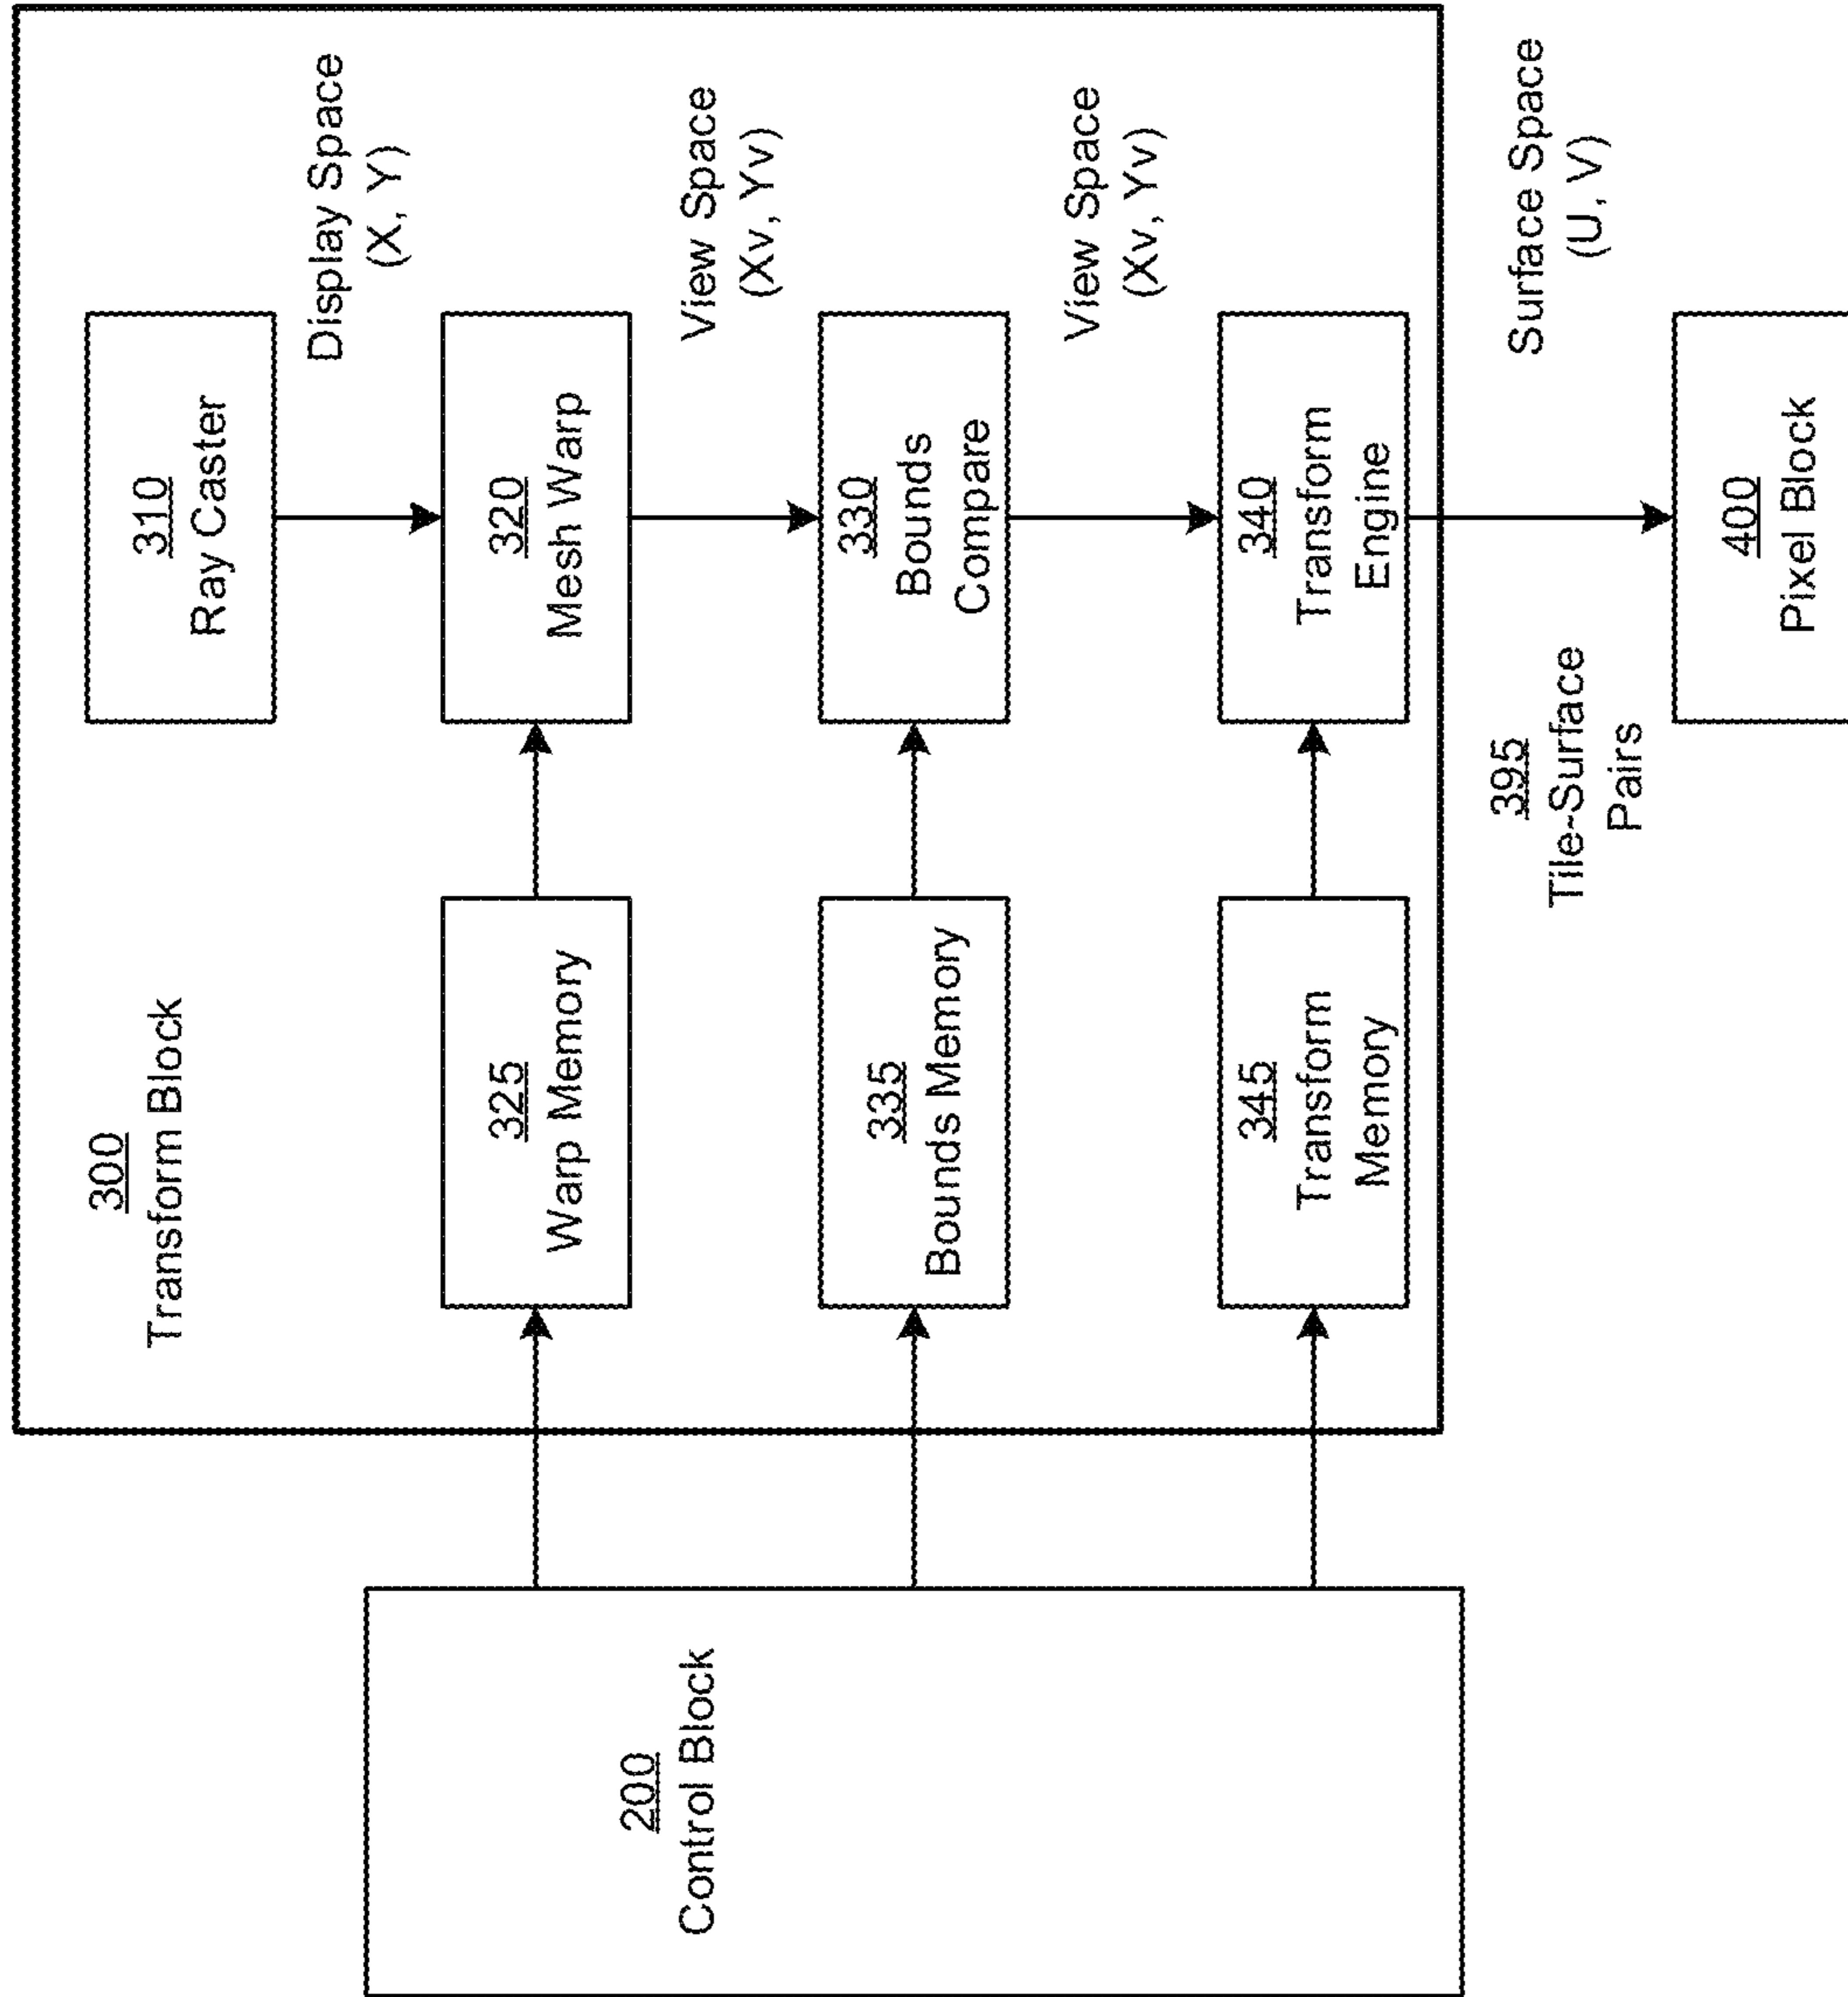 300
Transform Block
310
Ray Caster
Display Space
(X, Y)
325
Warp Memory
320
Mesh Warp
View Space
(Xv, Yv)
200
Control Block
335
Bounds Memory
330
Bounds
Compare
View Space
(Xv, Yv)
345
Transform
Memory
340
Transform
Engine
395
Tile-Surface
Pairs
Surface Space
(U, V)
400
Pixel Block